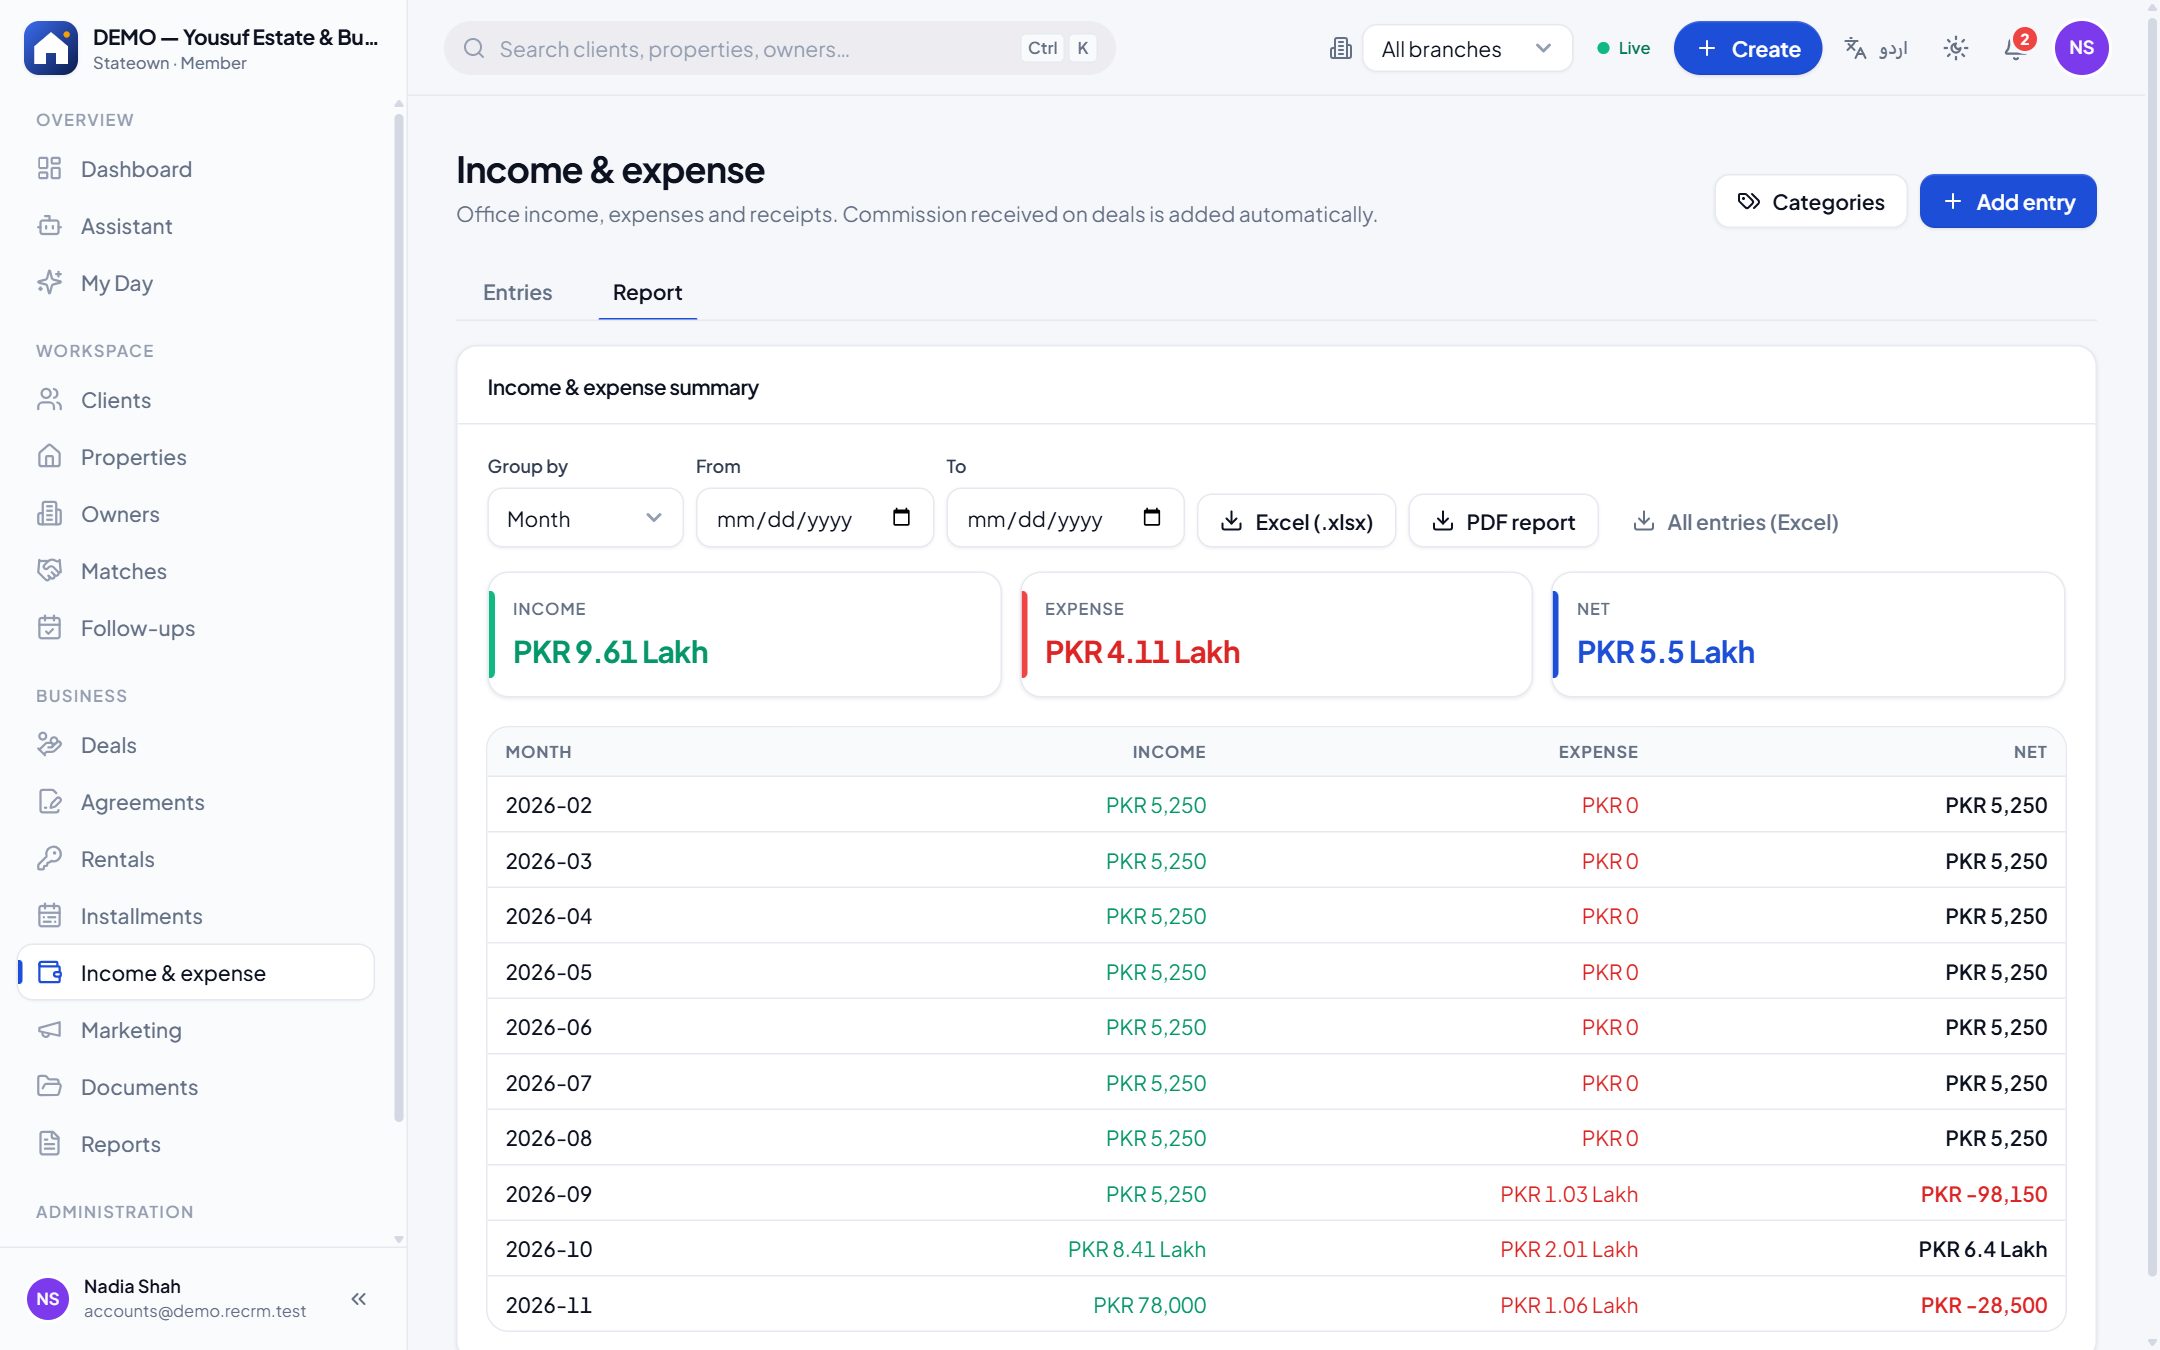 DEMO — Yousuf Estate & Bu...
Stateown · Member
Search clients, properties, owners...
Ctrl K
All branches
Live
+ Create
اردو
2
NS
OVERVIEW
Dashboard
Assistant
My Day
WORKSPACE
Clients
Properties
Owners
Matches
Follow-ups
BUSINESS
Deals
Agreements
Rentals
Installments
Income & expense
Marketing
Documents
Reports
ADMINISTRATION
NS
Nadia Shah
accounts@demo.recrm.test
Income & expense
Office income, expenses and receipts. Commission received on deals is added automatically.
Categories
+ Add entry
Entries
Report
Income & expense summary
Group by From To
Month mm/dd/yyyy mm/dd/yyyy Excel (.xlsx) PDF report All entries (Excel)
INCOME
PKR 9.61 Lakh
EXPENSE
PKR 4.11 Lakh
NET
PKR 5.5 Lakh
MONTH INCOME EXPENSE NET
2026-02 PKR 5,250 PKR 0 PKR 5,250
2026-03 PKR 5,250 PKR 0 PKR 5,250
2026-04 PKR 5,250 PKR 0 PKR 5,250
2026-05 PKR 5,250 PKR 0 PKR 5,250
2026-06 PKR 5,250 PKR 0 PKR 5,250
2026-07 PKR 5,250 PKR 0 PKR 5,250
2026-08 PKR 5,250 PKR 0 PKR 5,250
2026-09 PKR 5,250 PKR 1.03 Lakh PKR -98,150
2026-10 PKR 8.41 Lakh PKR 2.01 Lakh PKR 6.4 Lakh
2026-11 PKR 78,000 PKR 1.06 Lakh PKR -28,500